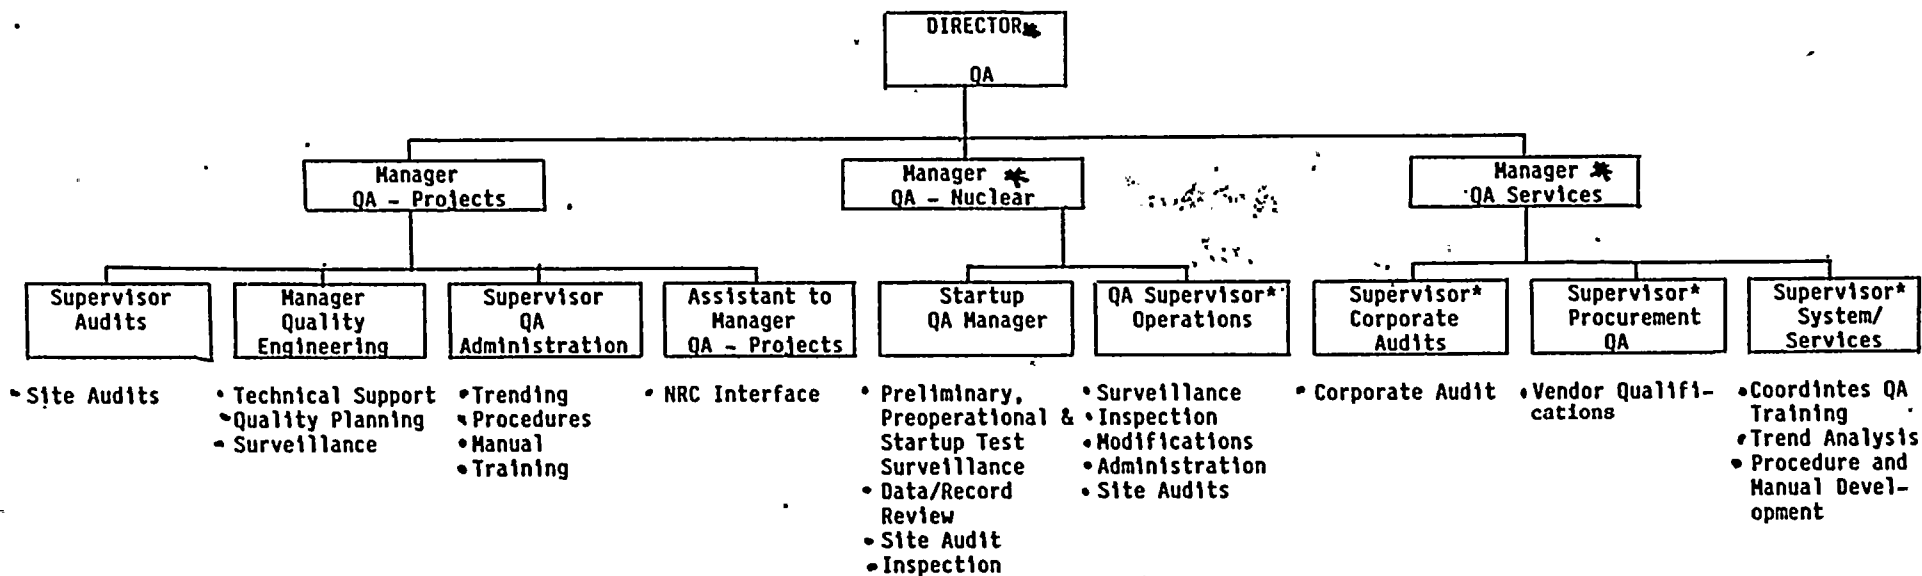 DIRECTOR*
QA
Manager
QA - Projects
Manager *
QA - Nuclear
Manager *
QA Services
Supervisor
Audits
Manager
Quality
Engineering
Supervisor
QA
Administration
Assistant to
Manager
QA - Projects
Startup
QA Manager
QA Supervisor*
Operations
Supervisor*
Corporate
Audits
Supervisor*
Procurement
QA
Supervisor*
System/
Services
• Site Audits
• Technical Support
• Quality Planning
• Surveillance
• Trending
• Procedures
• Manual
• Training
• NRC Interface
• Preliminary,
Preoperational &
Startup Test
Surveillance
• Data/Record
Review
• Site Audit
• Inspection
• Surveillance
• Inspection
• Modifications
• Administration
• Site Audits
• Corporate Audit
• Vendor Qualifi-
cations
• Coordintes QA
Training
• Trend Analysis
• Procedure and
Manual Devel-
opment